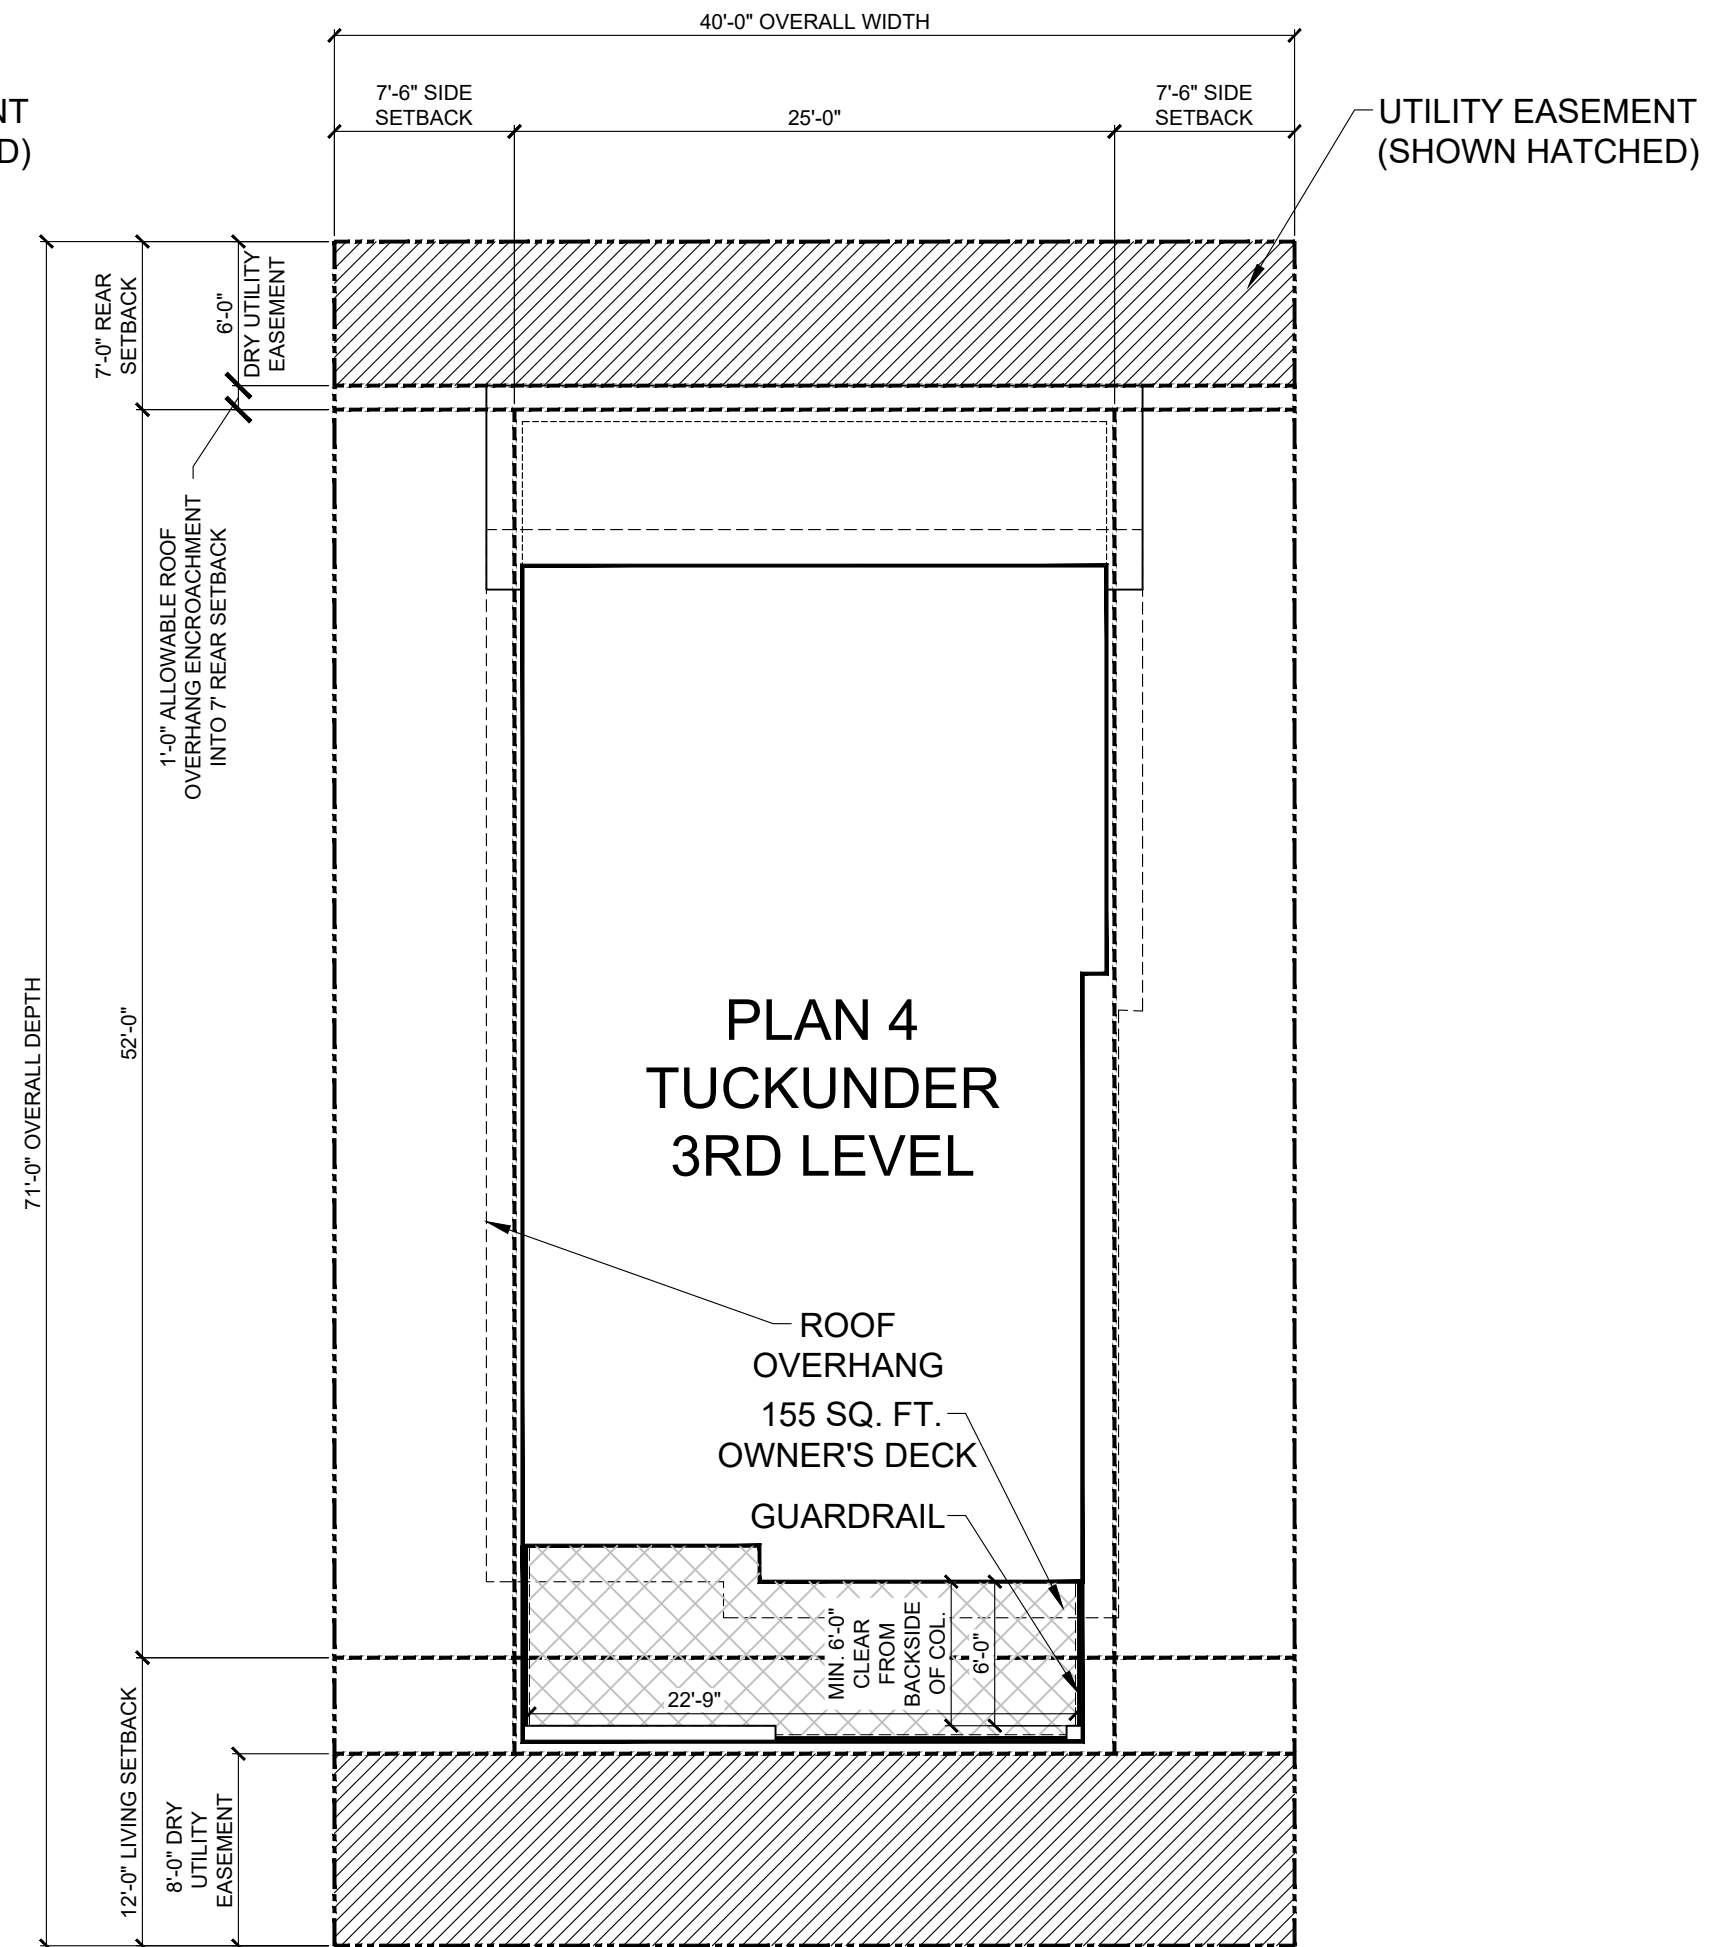 40'-0" OVERALL WIDTH
7'-6" SIDE
SETBACK
25'-0"
7'-6" SIDE
SETBACK
NT
D)
UTILITY EASEMENT
(SHOWN HATCHED)
7'-0" REAR
SETBACK
6'-0"
DRY UTILITY
EASEMENT
1'-0" ALLOWABLE ROOF
OVERHANG ENCROACHMENT
INTO 7' REAR SETBACK
71'-0" OVERALL DEPTH
52'-0"
PLAN 4
TUCKUNDER
3RD LEVEL
ROOF
OVERHANG
155 SQ. FT.
OWNER'S DECK
GUARDRAIL
MIN. 6'-0"
CLEAR
FROM
BACKSIDE
OF COL.
6'-0"
22'-9"
12'-0" LIVING SETBACK
8'-0" DRY
UTILITY
EASEMENT